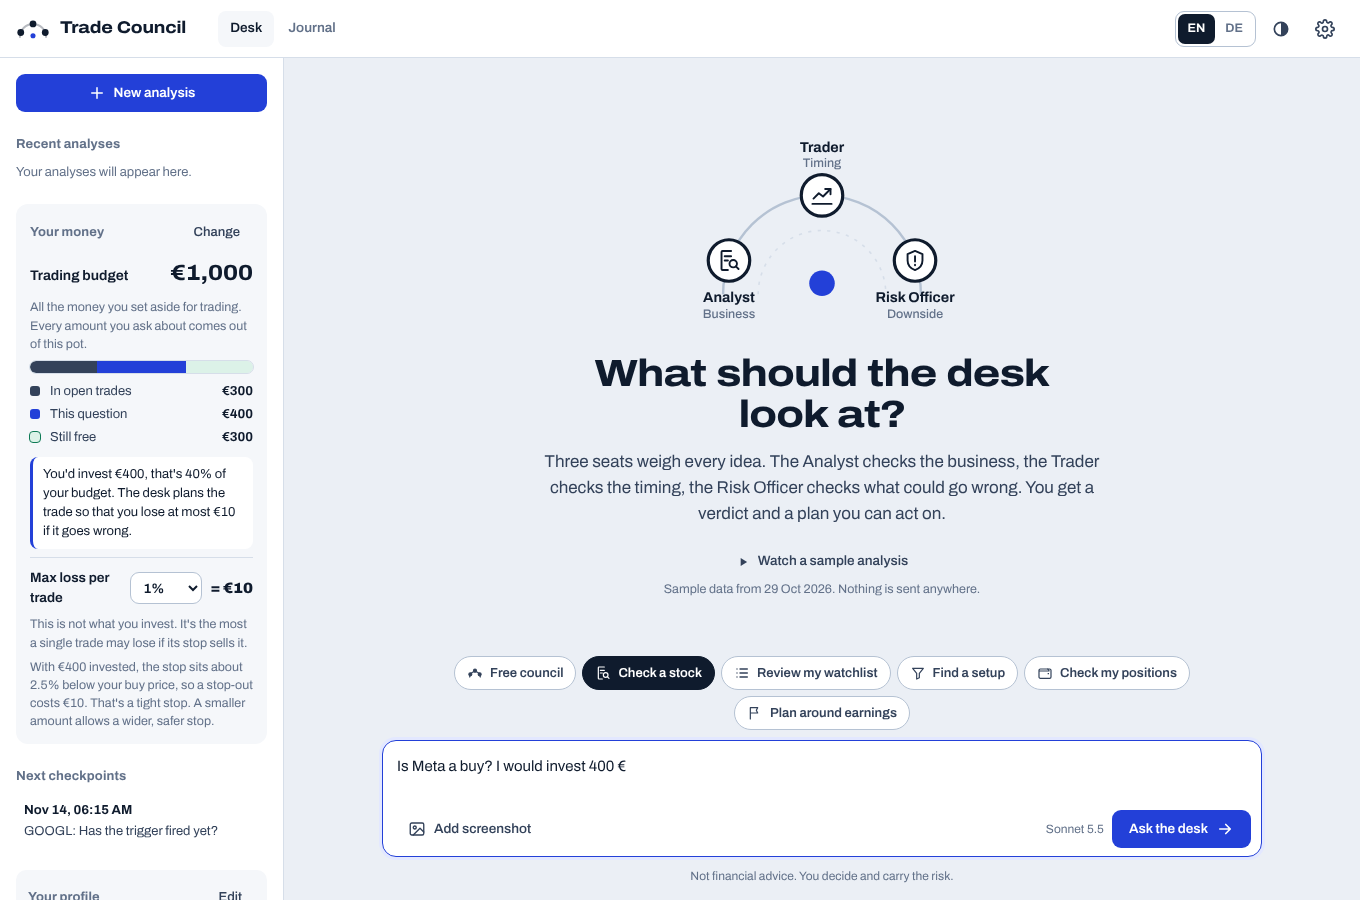 Trade Council
Desk
Journal
EN
DE
New analysis
Recent analyses
Your analyses will appear here.
Your money
Change
Trading budget
€1,000
All the money you set aside for trading.
Every amount you ask about comes out
of this pot.
In open trades
€300
This question
€400
Still free
€300
You'd invest €400, that's 40% of
your budget. The desk plans the
trade so that you lose at most €10
if it goes wrong.
Max loss per
trade
1%
= €10
This is not what you invest. It's the most
a single trade may lose if its stop sells it.
With €400 invested, the stop sits about
2.5% below your buy price, so a stop-out
costs €10. That's a tight stop. A smaller
amount allows a wider, safer stop.
Next checkpoints
Nov 14, 06:15 AM
GOOGL: Has the trigger fired yet?
Your profile
Edit
Trader
Timing
Analyst
Business
Risk Officer
Downside
What should the desk
look at?
Three seats weigh every idea. The Analyst checks the business, the Trader
checks the timing, the Risk Officer checks what could go wrong. You get a
verdict and a plan you can act on.
Watch a sample analysis
Sample data from 29 Oct 2026. Nothing is sent anywhere.
Free council
Check a stock
Review my watchlist
Find a setup
Check my positions
Plan around earnings
Is Meta a buy? I would invest 400 €
Add screenshot
Sonnet 5.5
Ask the desk
Not financial advice. You decide and carry the risk.